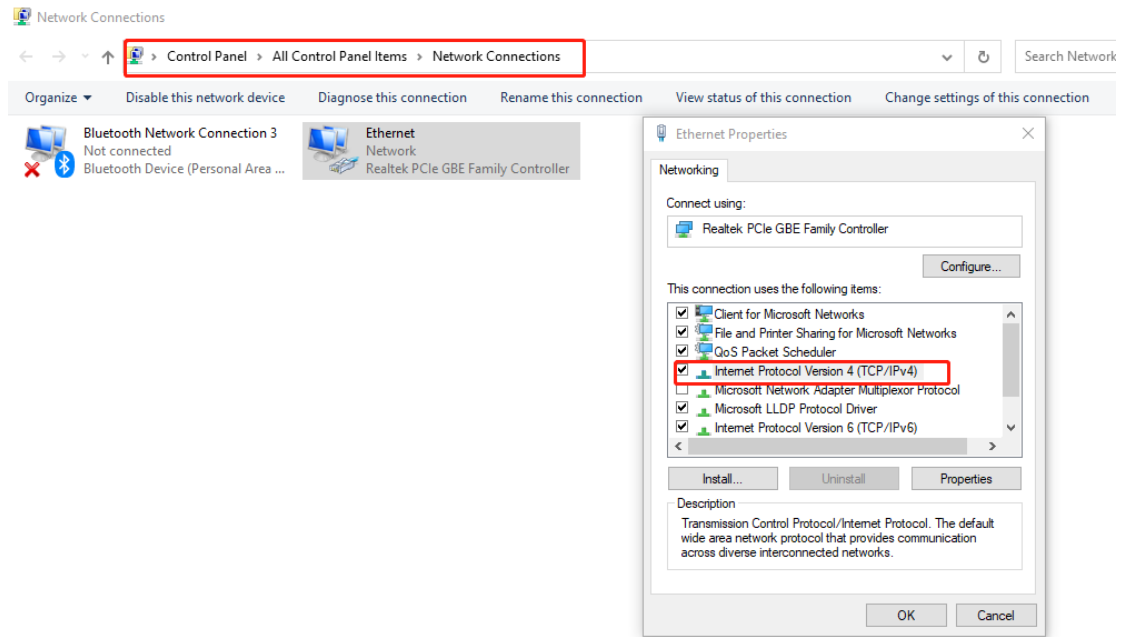 Network Connections
Control Panel > All Control Panel Items > Network Connections
Search Network
Organize
Disable this network device
Diagnose this connection
Rename this connection
View status of this connection
Change settings of this connection
Bluetooth Network Connection 3
Not connected
Bluetooth Device (Personal Area ...
Ethernet
Network
Realtek PCIe GBE Family Controller
Ethernet Properties
Networking
Connect using:
Realtek PCIe GBE Family Controller
Configure...
This connection uses the following items:
Client for Microsoft Networks
File and Printer Sharing for Microsoft Networks
QoS Packet Scheduler
Internet Protocol Version 4 (TCP/IPv4)
Microsoft Network Adapter Multiplexor Protocol
Microsoft LLDP Protocol Driver
Internet Protocol Version 6 (TCP/IPv6)
Install...
Uninstall
Properties
Description
Transmission Control Protocol/Internet Protocol. The default
wide area network protocol that provides communication
across diverse interconnected networks.
OK
Cancel